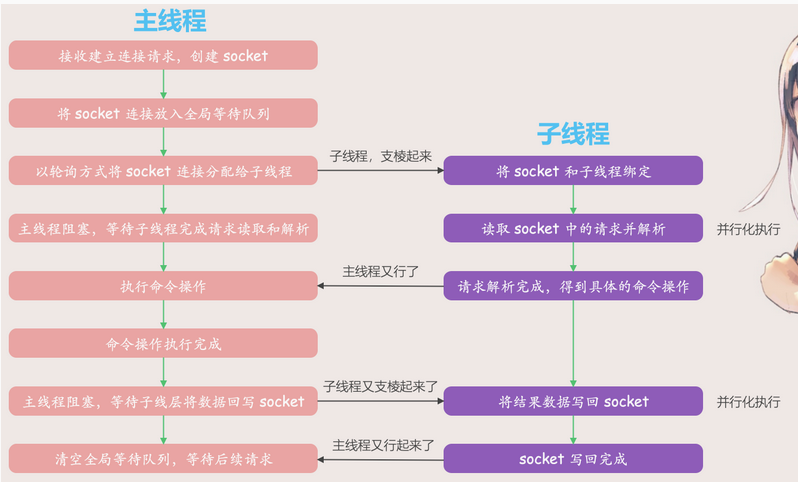 主线程
接收建立连接请求，创建 socket
将 socket 连接放入全局等待队列
子线程
子线程，支棱起来
以轮询方式将 socket 连接分配给子线程
将 socket 和子线程绑定
主线程阻塞，等待子线程完成请求读取和解析
读取 socket 中的请求并解析
并行化执行
主线程又行了
执行命令操作
请求解析完成，得到具体的命令操作
命令操作执行完成
子线程又支棱起来了
主线程阻塞，等待子线层将数据回写 socket
将结果数据写回 socket
并行化执行
主线程又行起来了
清空全局等待队列，等待后续请求
socket 写回完成